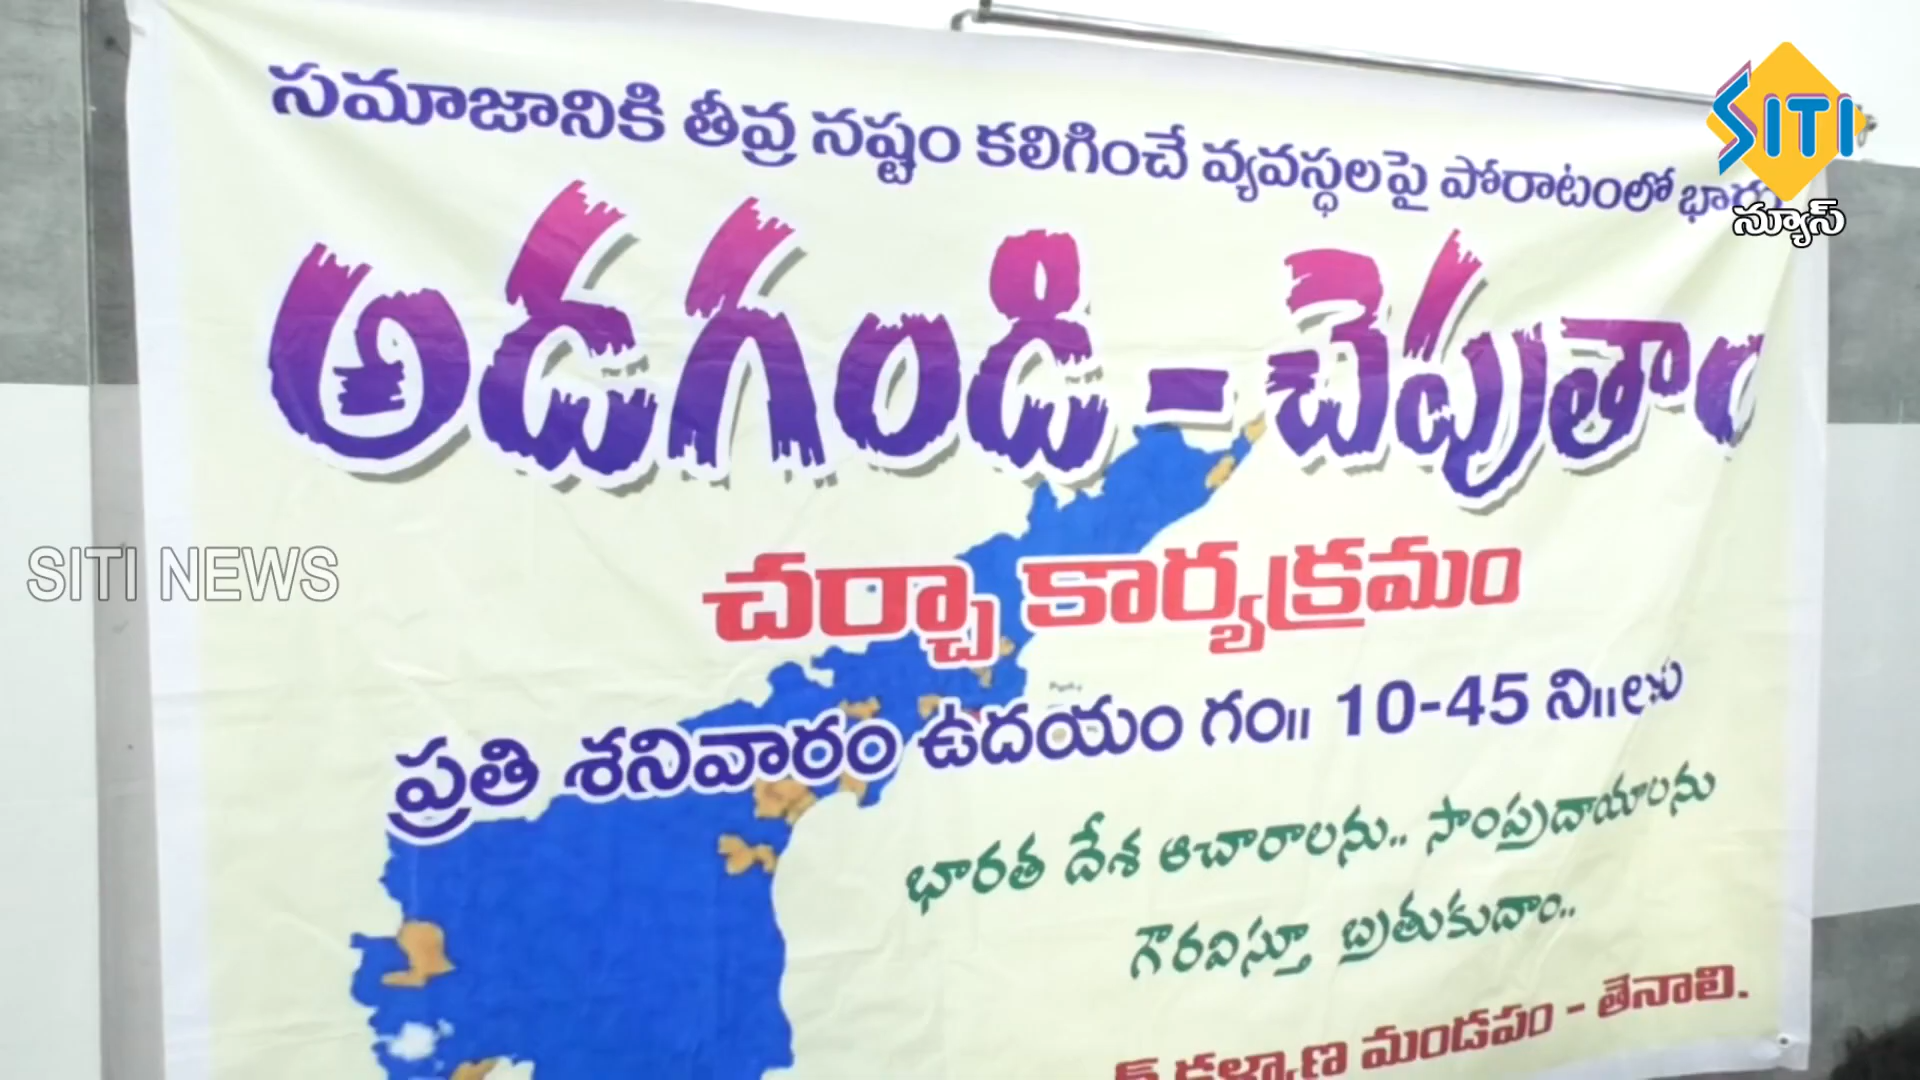 సమాజానికి తీవ్ర నష్టం కలిగించే వ్యవస్థలపై పోరాటంలో
అడగండి - చెపుతాం
చర్చా కార్యక్రమం
ప్రతి శనివారం ఉదయం గం॥ 10-45 ని॥లకు
భారత దేశ ఆచారాలను.. సాంప్రదాయాలను
గౌరవిస్తూ బ్రతుకుదాం..
కళ్యాణ మండపం - తెనాలి.
SITI
న్యూస్
SITI NEWS